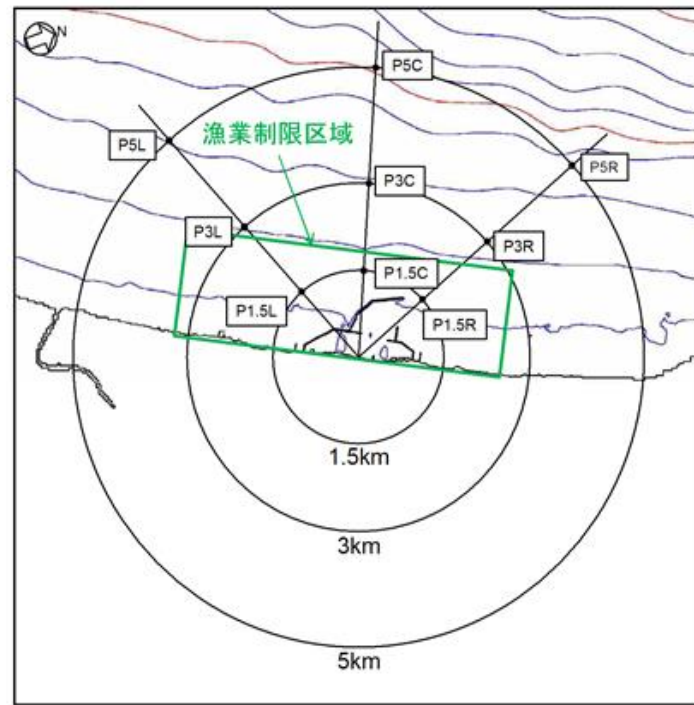 N
P5C
P5L
漁業制限区域
P5R
P3C
P3L
P3R
P1.5C
P1.5L
P1.5R
1.5km
3km
5km